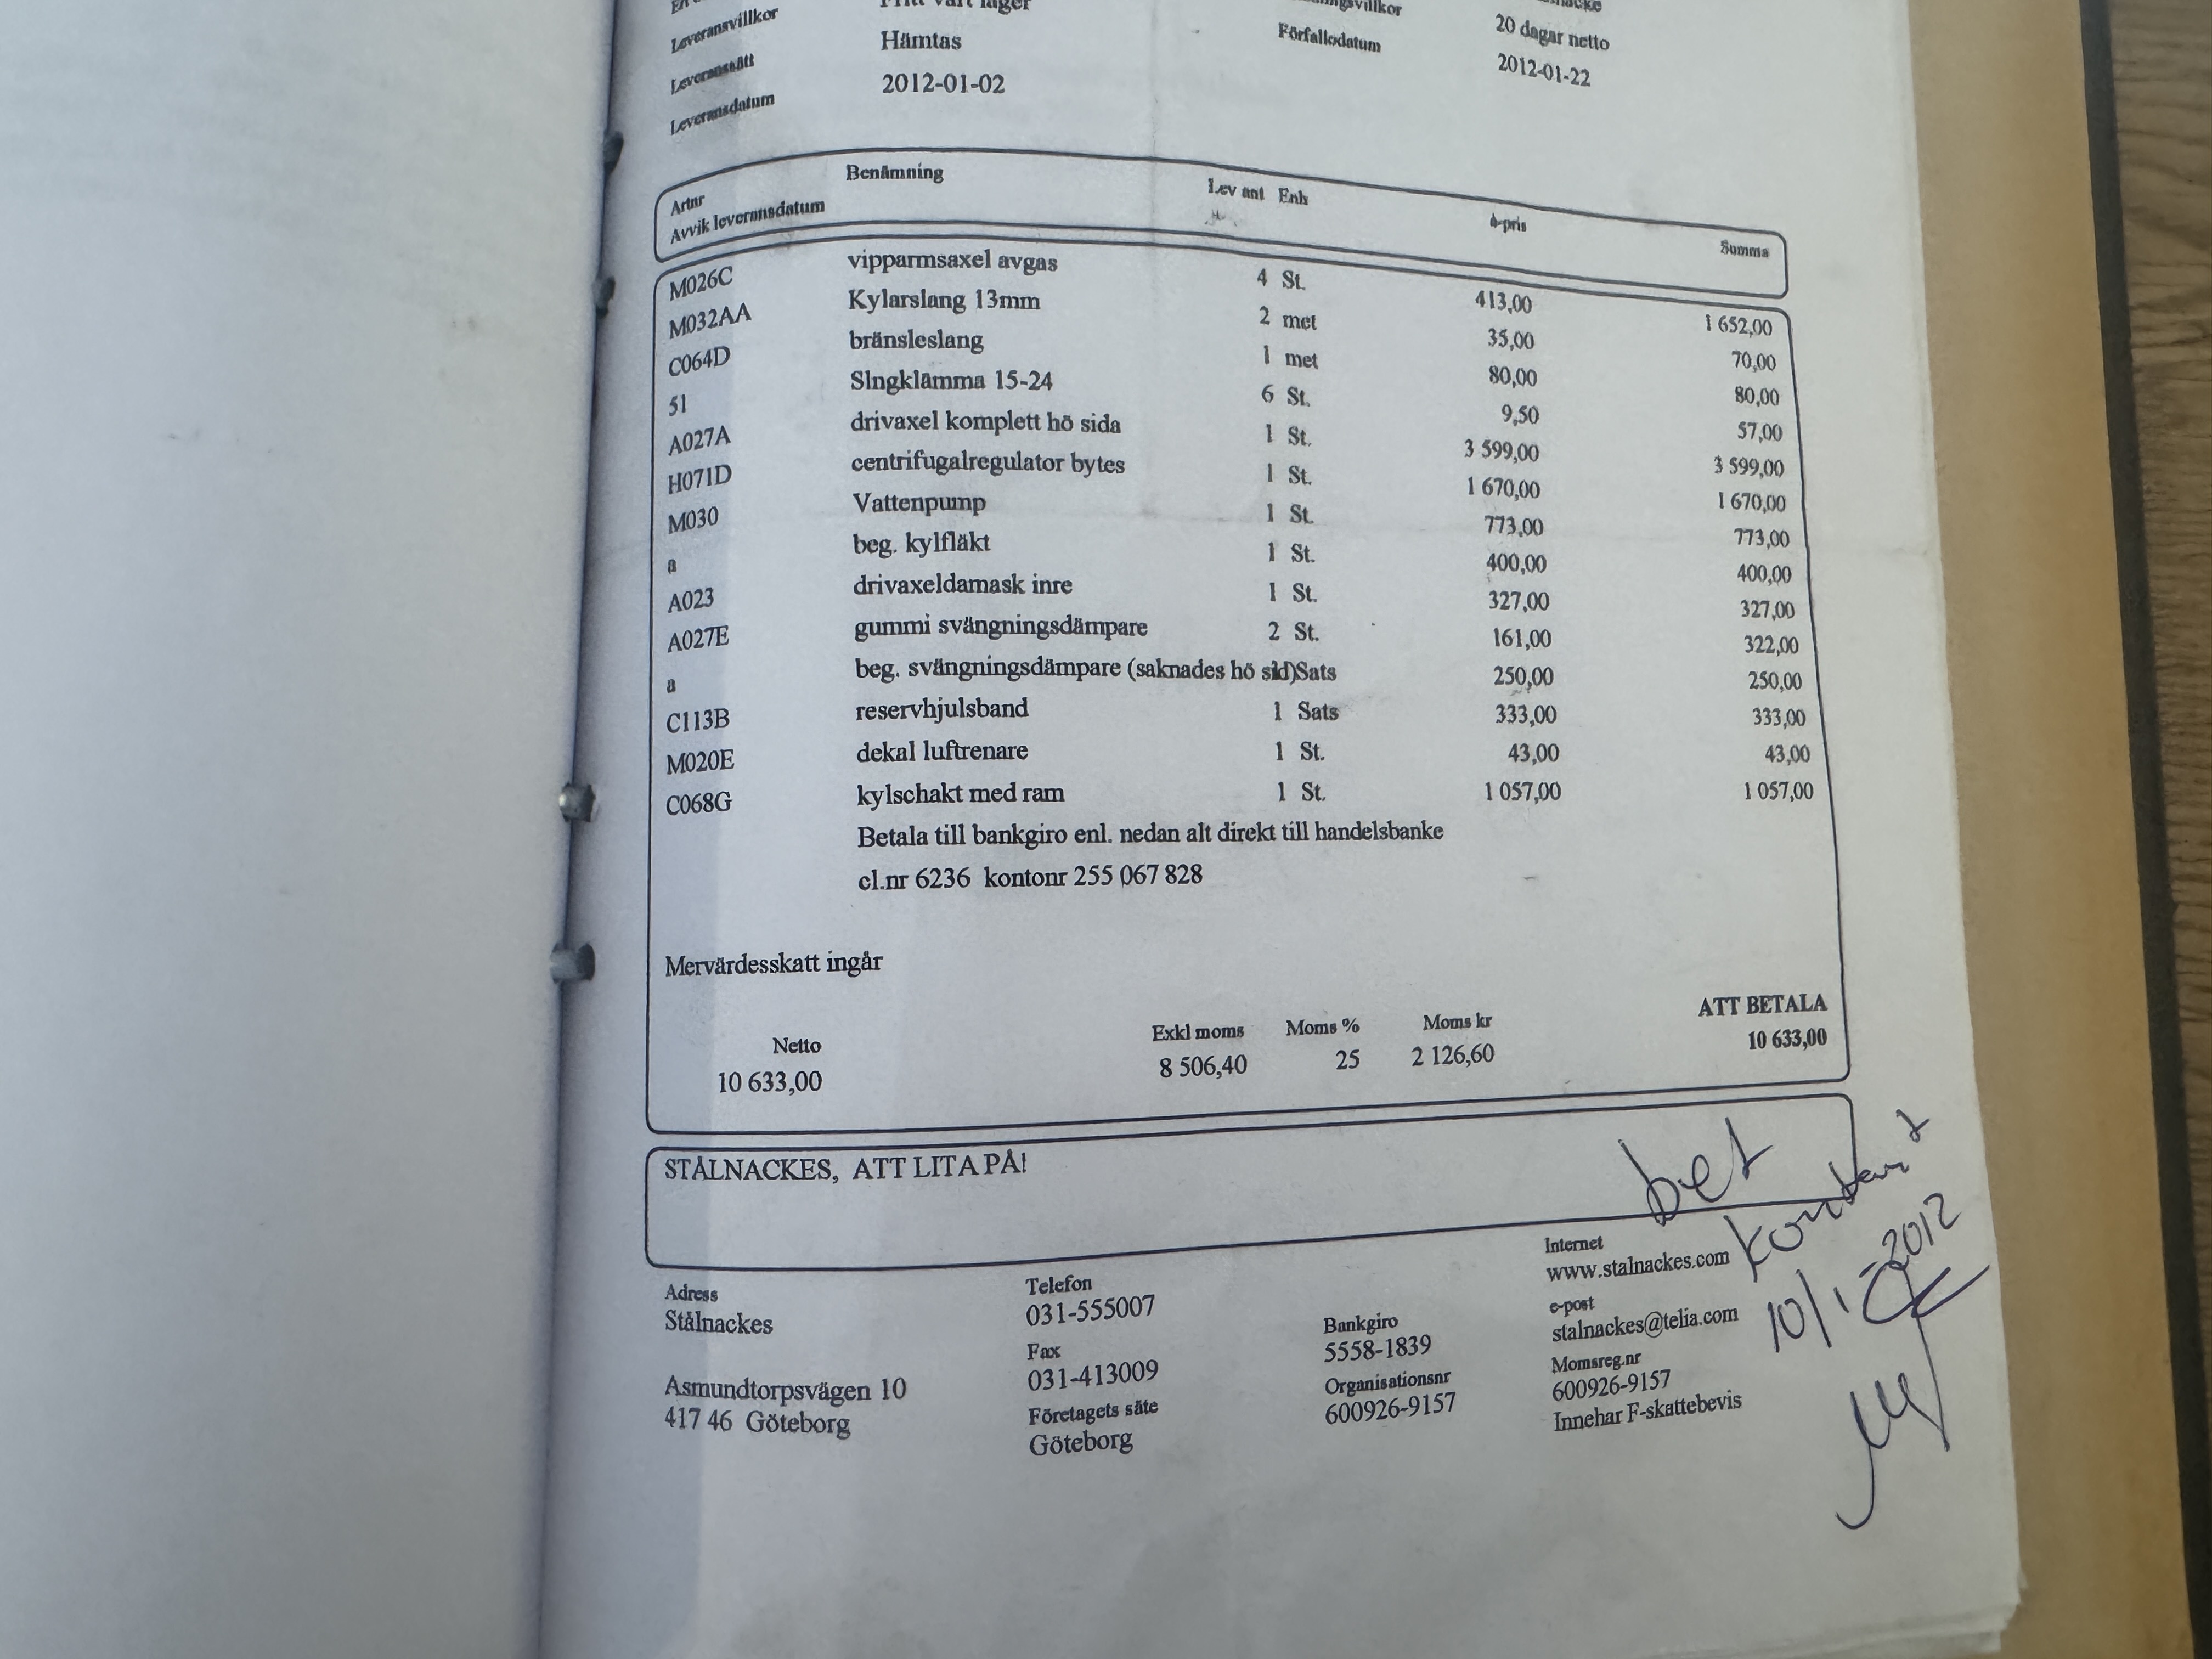 Leveransvillkor Fritt vårt lager
Förfallodatum 20 dagar netto
Leveranssätt Hämtas 2012-01-22
Leveransdatum 2012-01-02
Artnr Benämning Lev ant Enh à-pris Summa
Avvik leveransdatum
M026C vipparmsaxel avgas 4 St. 413,00 1 652,00
M032AA Kylarslang 13mm 2 met 35,00 70,00
C064D bränsleslang 1 met 80,00 80,00
51 Slngklämma 15-24 6 St. 9,50 57,00
A027A drivaxel komplett hö sida 1 St. 3 599,00 3 599,00
H071D centrifugalregulator bytes 1 St. 1 670,00 1 670,00
M030 Vattenpump 1 St. 773,00 773,00
a beg. kylfläkt 1 St. 400,00 400,00
A023 drivaxeldamask inre 1 St. 327,00 327,00
A027E gummi svängningsdämpare 2 St. 161,00 322,00
a beg. svängningsdämpare (saknades hö sid)Sats 250,00 250,00
C113B reservhjulsband 1 Sats 333,00 333,00
M020E dekal luftrenare 1 St. 43,00 43,00
C068G kylschakt med ram 1 St. 1 057,00 1 057,00
Betala till bankgiro enl. nedan alt direkt till handelsbanke
cl.nr 6236 kontonr 255 067 828
Mervärdesskatt ingår
Netto Exkl moms Moms % Moms kr ATT BETALA
10 633,00 8 506,40 25 2 126,60 10 633,00
STÅLNACKES, ATT LITA PÅ!
bet
kontant
10/1-2012
Adress
Stålnackes
Asmundtorpsvägen 10
417 46 Göteborg
Telefon
031-555007
Fax
031-413009
Företagets säte
Göteborg
Bankgiro
5558-1839
Organisationsnr
600926-9157
Internet
www.stalnackes.com
e-post
stalnackes@telia.com
Momsreg.nr
600926-9157
Innehar F-skattebevis